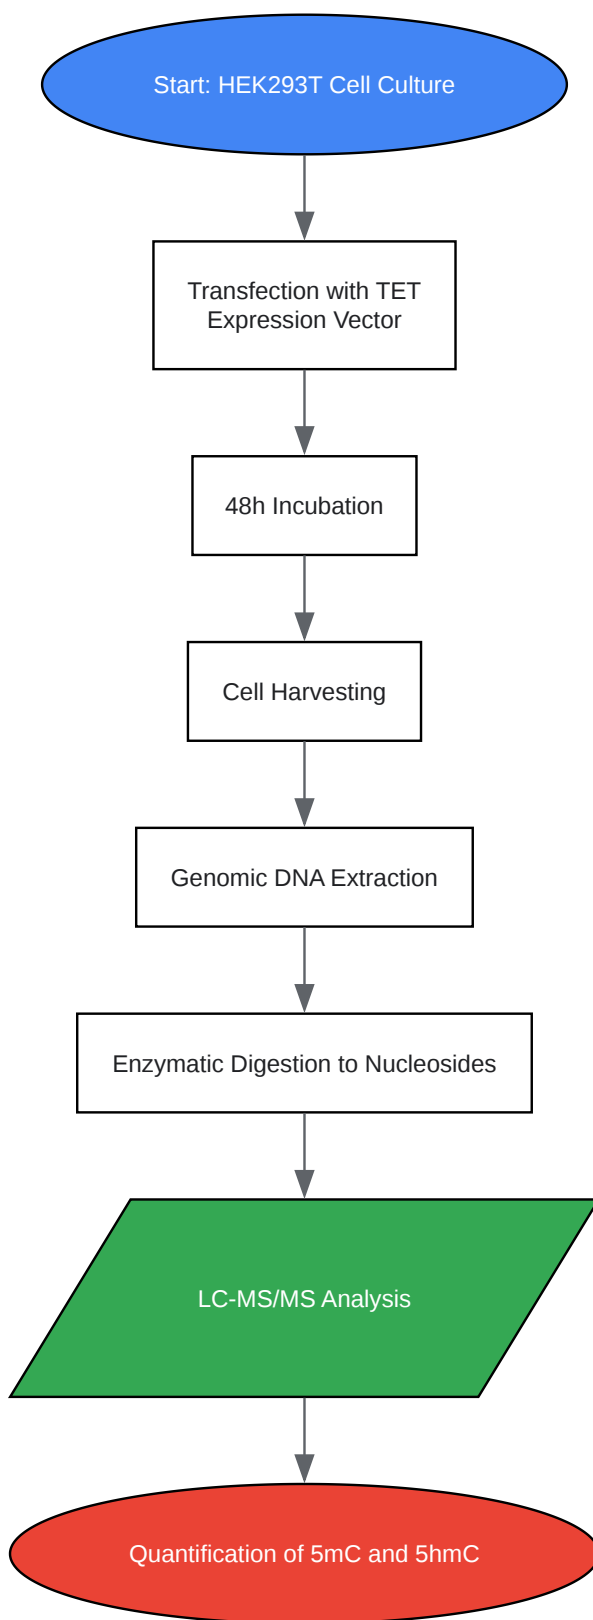 Start: HEK293T Cell Culture
Transfection with TET
Expression Vector
48h Incubation
Cell Harvesting
Genomic DNA Extraction
Enzymatic Digestion to Nucleosides
LC-MS/MS Analysis
Quantification of 5mC and 5hmC